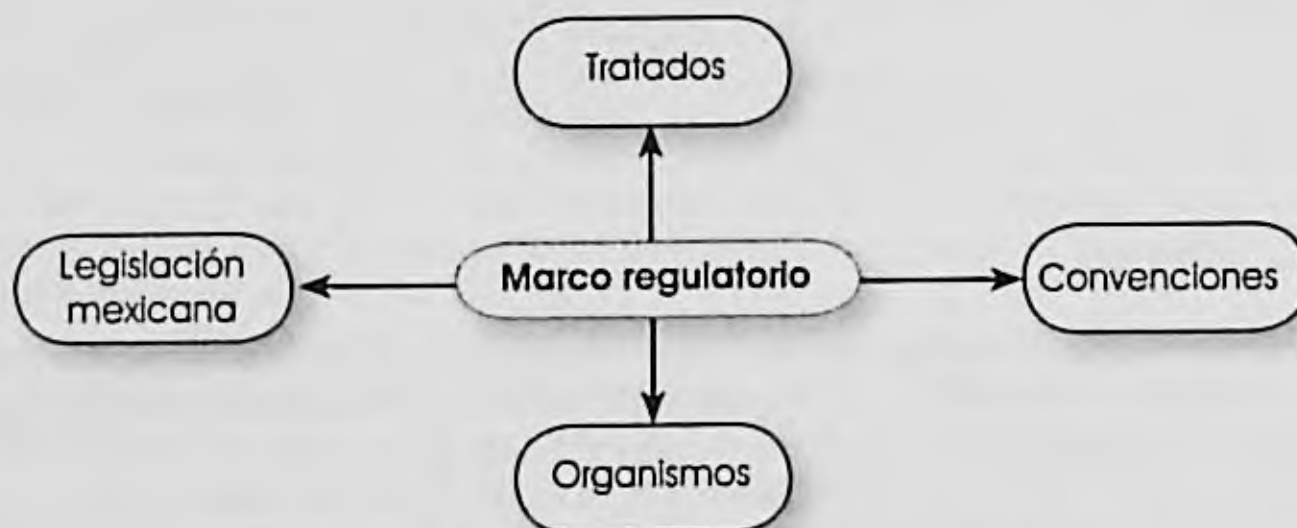 Tratados
Legislación
mexicana
Marco regulatorio
Convenciones
Organismos